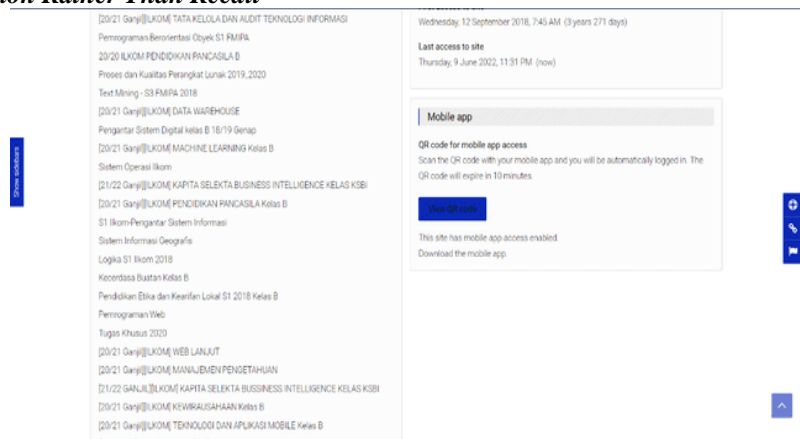 Rather Than Recall
[20/21 Ganjil][ILKOM] TATA KELOLA DAN AUDIT TEKNOLOGI INFORMASI
Pemrograman Berorientasi Obyek S1 FMIPA
20/20 ILKOM PENDIDIKAN PANCASILA B
Proses dan Kualitas Perangkat Lunak 2019_2020
Text Mining - S3 FMIPA 2018
[20/21 Ganjil][ILKOM] DATA WAREHOUSE
Pengantar Sistem Digital kelas B 18/19 Genap
[20/21 Ganjil][ILKOM] MACHINE LEARNING Kelas B
Sistem Operasi Ilkom
[21/22 Ganjil][ILKOM] KAPITA SELEKTA BUSINESS INTELLIGENCE KELAS KSBI
[20/21 Ganjil][ILKOM] PENDIDIKAN PANCASILA Kelas B
S1 Ilkom-Pengantar Sistem Informasi
Sistem Informasi Geografis
Logika S1 Ilkom 2018
Kecerdasa Buatan Kelas B
Pendidikan Etika dan Kearifan Lokal S1 2018 Kelas B
Pemrograman Web
Tugas Khusus 2020
[20/21 Ganjil][ILKOM] WEB LANJUT
[20/21 Ganjil][ILKOM] MANAJEMEN PENGETAHUAN
[21/22 GANJIL][ILKOM] KAPITA SELEKTA BUSSINESS INTELLIGENCE KELAS KSBI
[20/21 Ganjil][ILKOM] KEWIRAUSAHAAN Kelas B
[20/21 Ganjil][ILKOM] TEKNOLOGI DAN APLIKASI MOBILE Kelas B
Wednesday, 12 September 2018, 7:45 AM (3 years 271 days)
Last access to site
Thursday, 9 June 2022, 11:31 PM (now)
Mobile app
QR code for mobile app access
Scan the QR code with your mobile app and you will be automatically logged in. The
QR code will expire in 10 minutes.
View QR code
This site has mobile app access enabled.
Download the mobile app.
Show sidebars